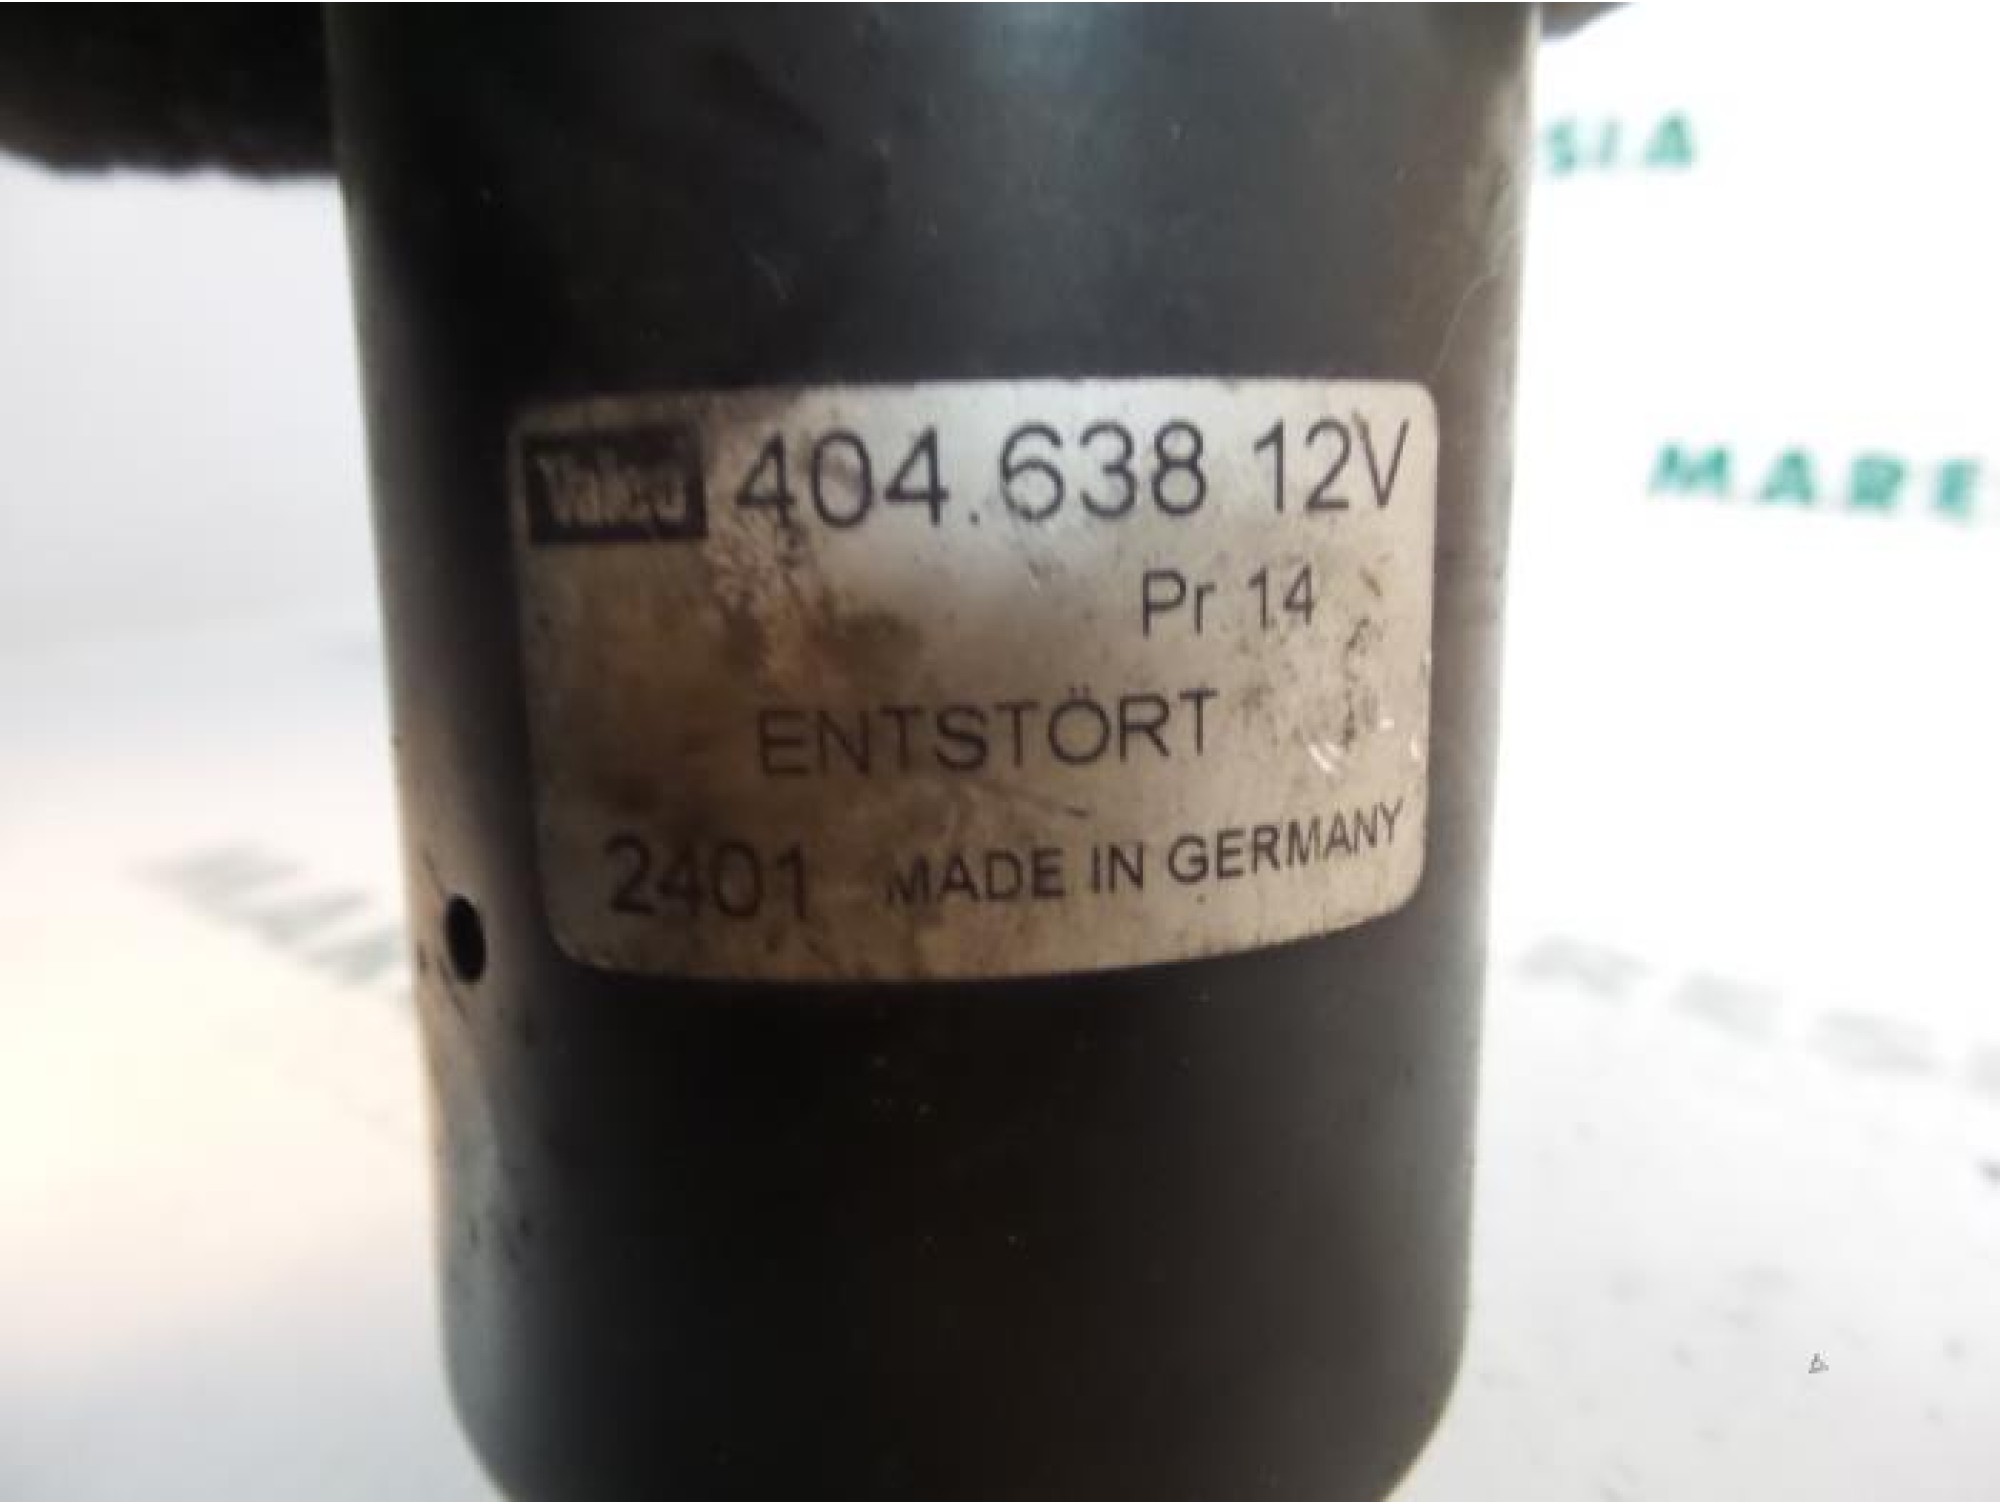 Valeo 404.638 12V
Pr 14
ENTSTÖRT
2401 MADE IN GERMANY